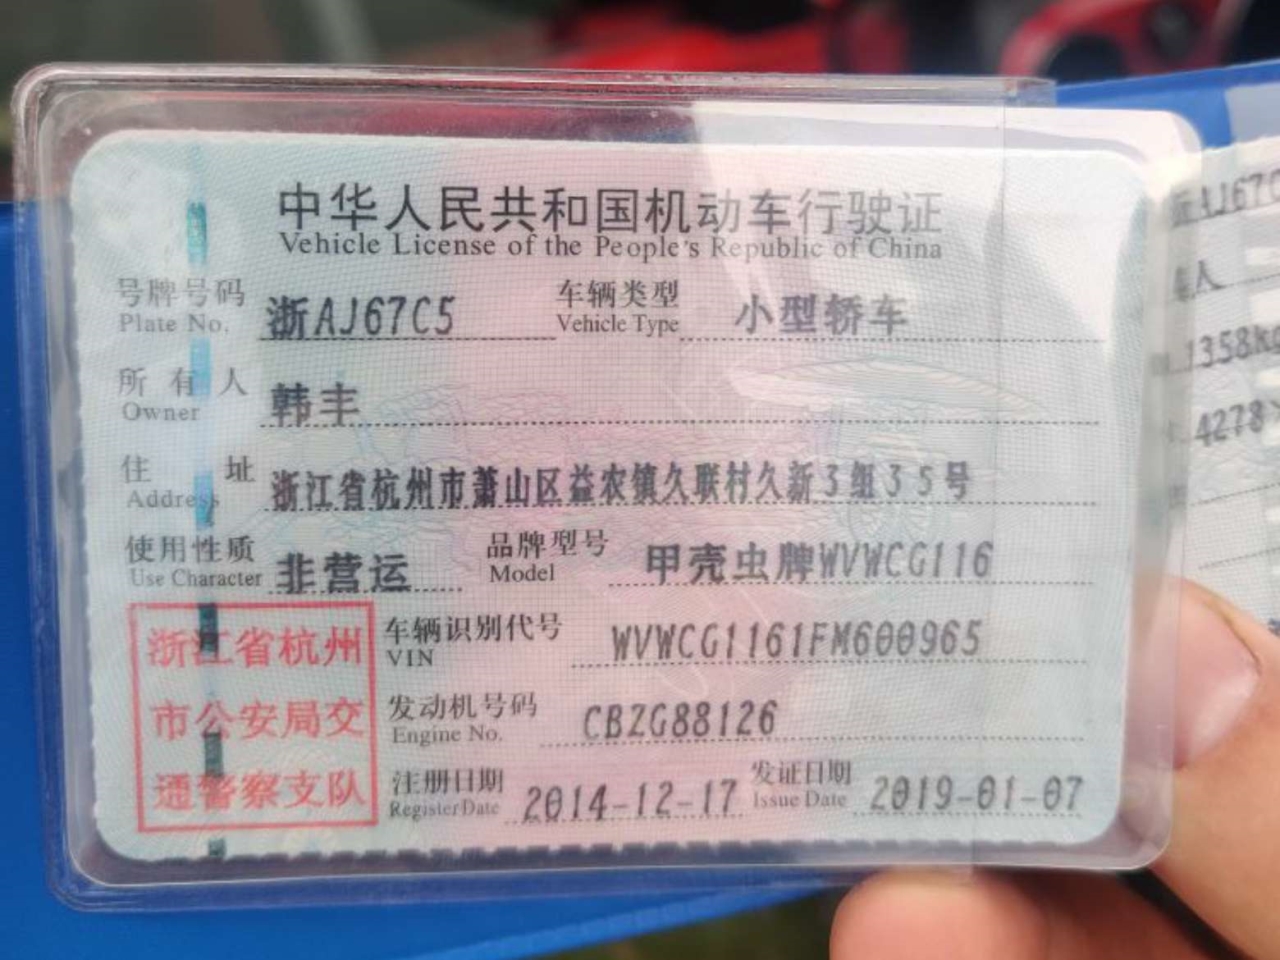 中华人民共和国机动车行驶证
Vehicle License of the People's Republic of China
号牌号码 浙AJ67C5 车辆类型 小型轿车
Plate No. Vehicle Type
所有人 韩丰
Owner
住址 浙江省杭州市萧山区益农镇久联村久新3组35号
Address
使用性质 非营运 品牌型号 甲壳虫牌WVWCG116
Use Character Model
浙江省杭州
市公安局交
通警察支队
车辆识别代号 WVWCG1161FM600965
VIN
发动机号码 CBZG88126
Engine No.
注册日期 2014-12-17 发证日期 2019-01-07
Register Date Issue Date
AJ67C
人
1358kg
4278×